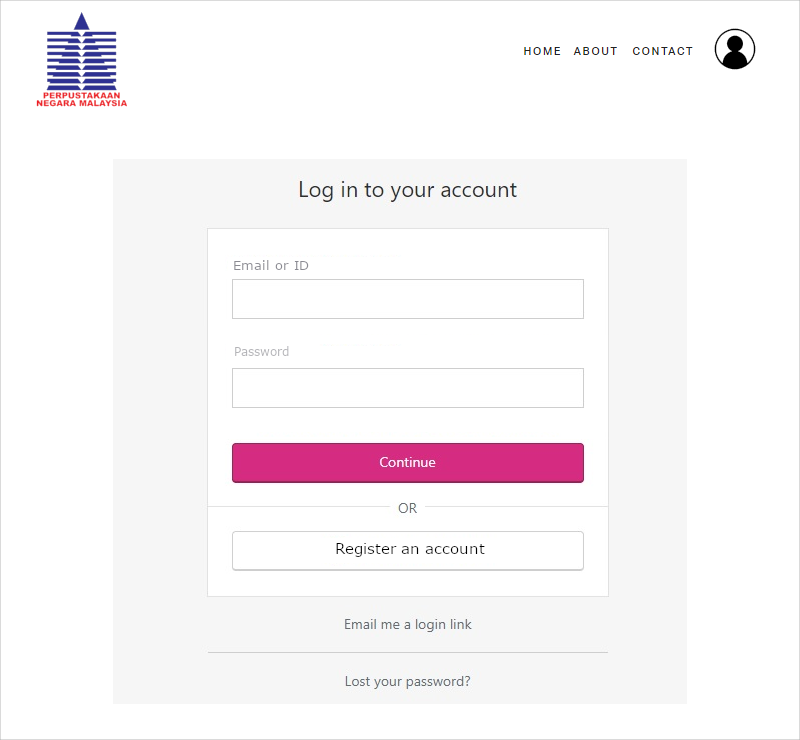 PERPUSTAKAAN
NEGARA MALAYSIA
HOME ABOUT CONTACT
Log in to your account
Email or ID
Password
Continue
OR
Register an account
Email me a login link
Lost your password?